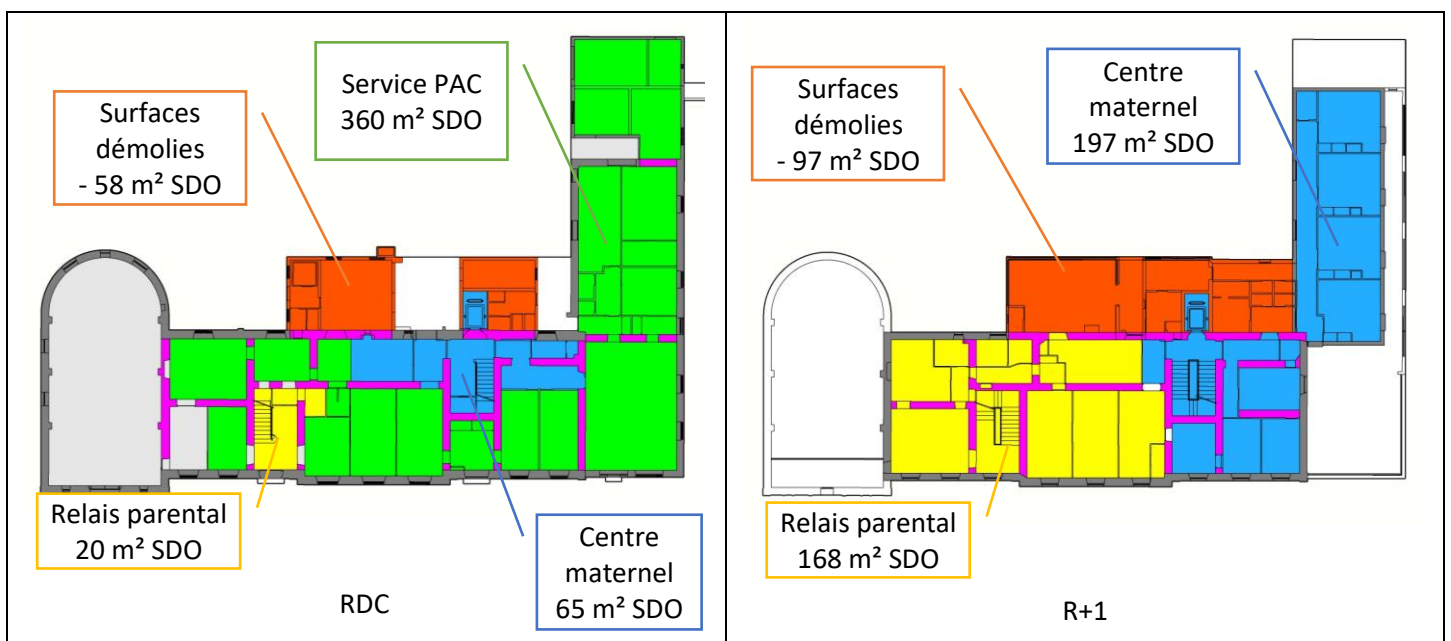 Service PAC
360 m² SDO
Surfaces
démolies
- 58 m² SDO
Relais parental
20 m² SDO
Centre
maternel
65 m² SDO
RDC
Surfaces
démolies
- 97 m² SDO
Centre
maternel
197 m² SDO
Relais parental
168 m² SDO
R+1